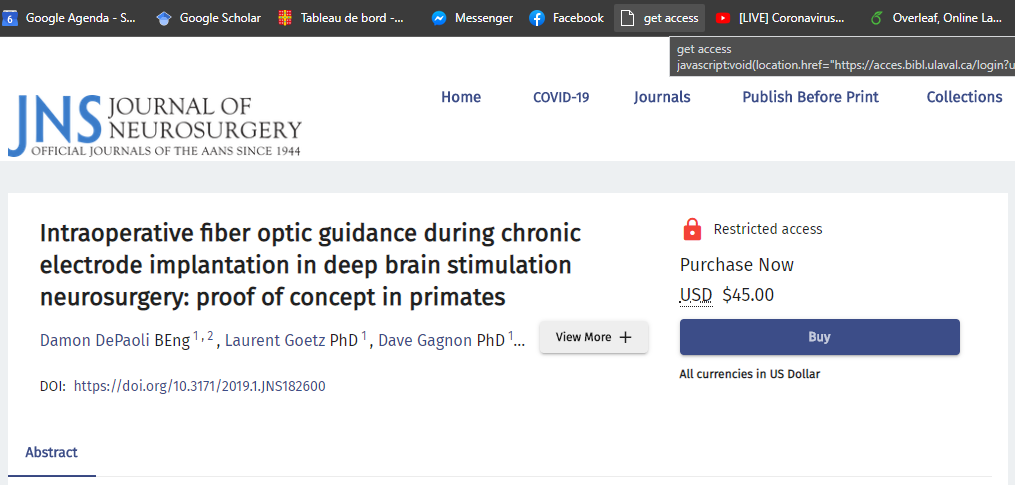 6 Google Agenda - S... Google Scholar Tableau de bord -... Messenger Facebook get access [LIVE] Coronavirus... Overleaf, Online La...
get access
javascript:void(location.href="https://acces.bibl.ulaval.ca/login?u
JNS JOURNAL OF
NEUROSURGERY
OFFICIAL JOURNALS OF THE AANS SINCE 1944
Home COVID-19 Journals Publish Before Print Collections
Intraoperative fiber optic guidance during chronic
electrode implantation in deep brain stimulation
neurosurgery: proof of concept in primates
Damon DePaoli BEng 1, 2, Laurent Goetz PhD 1, Dave Gagnon PhD 1...
View More +
DOI: https://doi.org/10.3171/2019.1.JNS182600
Restricted access
Purchase Now
USD $45.00
Buy
All currencies in US Dollar
Abstract